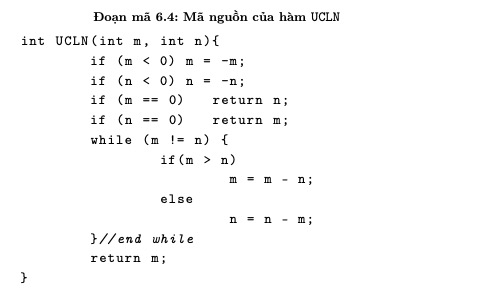 Đoạn mã 6.4: Mã nguồn của hàm UCLN
int UCLN(int m, int n){
if (m < 0) m = -m;
if (n < 0) n = -n;
if (m == 0) return n;
if (n == 0) return m;
while (m != n) {
if(m > n)
m = m - n;
else
n = n - m;
}//end while
return m;
}